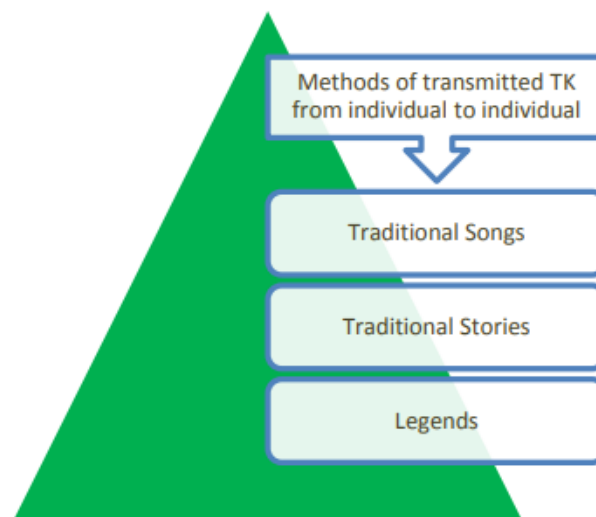 Methods of transmitted TK
from individual to individual
Traditional Songs
Traditional Stories
Legends